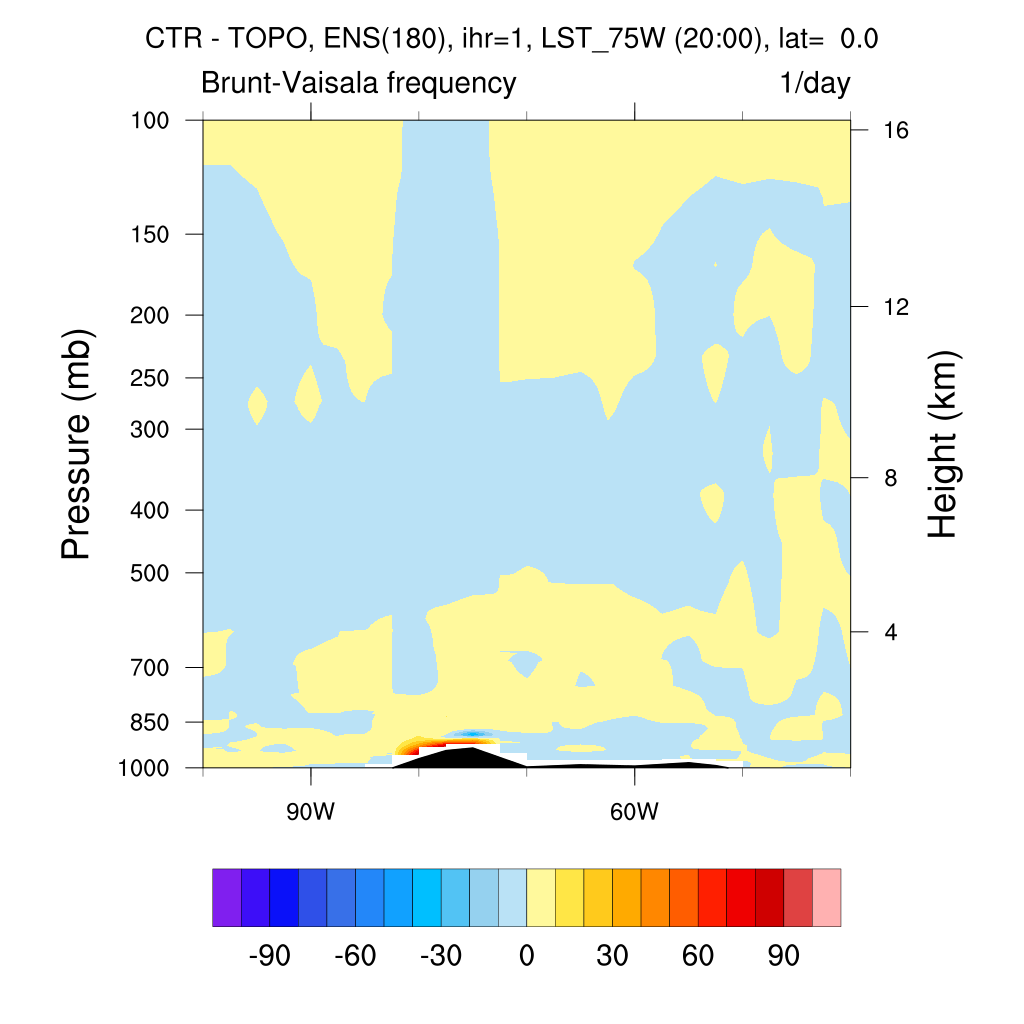 CTR - TOPO, ENS(180), ihr=1, LST_75W (20:00), lat=  0.0
Brunt-Vaisala frequency 1/day
100
150
200
250
300
400
500
700
850
1000
Pressure (mb)
16
12
8
4
Height (km)
90W 60W
-90 -60 -30 0 30 60 90